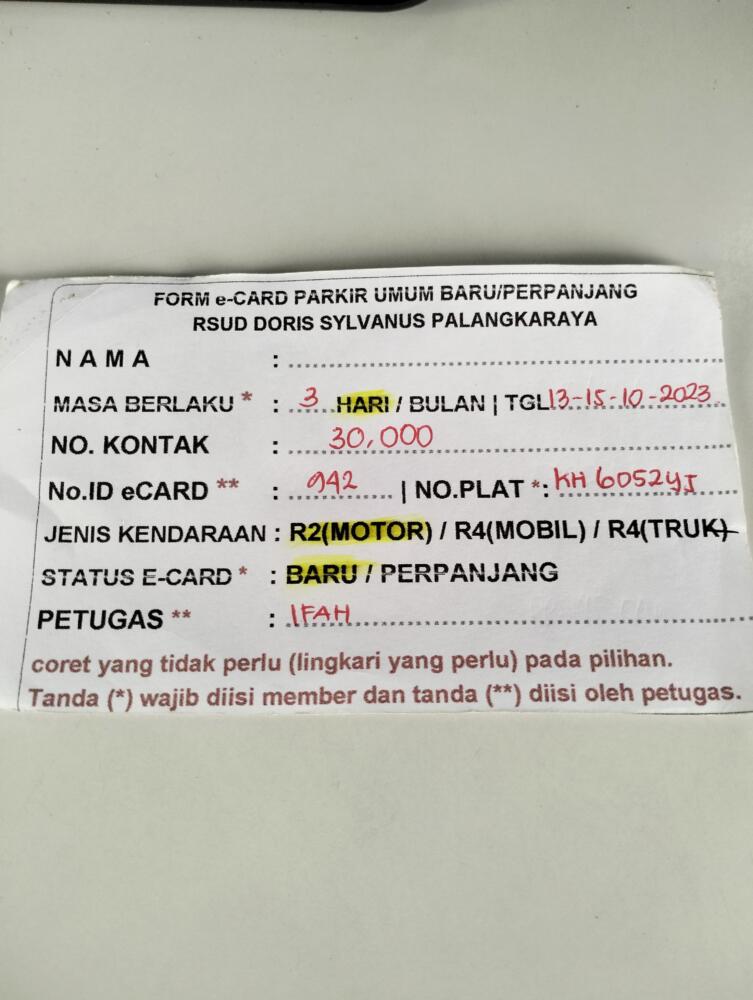 FORM e-CARD PARKIR UMUM BARU/PERPANJANG
RSUD DORIS SYLVANUS PALANGKARAYA
NAMA :
MASA BERLAKU * : 3 HARI / BULAN | TGL 13-15-10-2023
NO. KONTAK : 30,000
No.ID eCARD ** : 942 | NO.PLAT *: KH 6052 YI
JENIS KENDARAAN : R2(MOTOR) / R4(MOBIL) / R4(TRUK)
STATUS E-CARD * : BARU / PERPANJANG
PETUGAS ** : IFAH
coret yang tidak perlu (lingkari yang perlu) pada pilihan.
Tanda (*) wajib diisi member dan tanda (**) diisi oleh petugas.